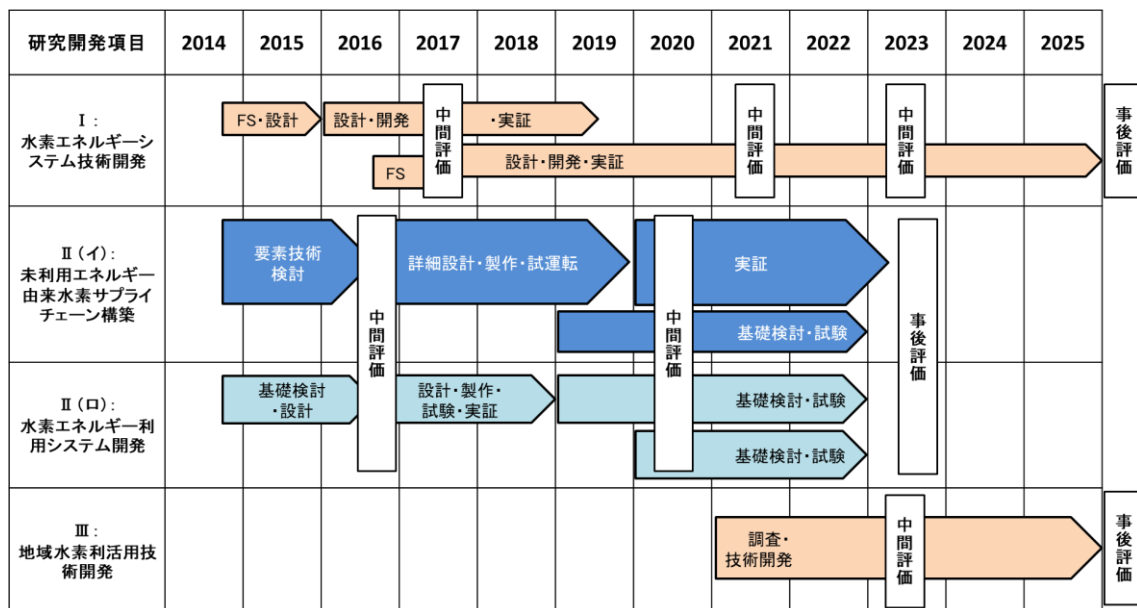 研究開発項目 2014 2015 2016 2017 2018 2019 2020 2021 2022 2023 2024 2025
Ⅰ：
水素エネルギーシ
ステム技術開発
FS・設計
設計・開発
・実証
FS
設計・開発・実証
中間評価
中間評価
中間評価
事後評価
Ⅱ（イ）：
未利用エネルギー
由来水素サプライ
チェーン構築
要素技術
検討
詳細設計・製作・試運転
実証
基礎検討・試験
中間評価
中間評価
事後評価
Ⅱ（ロ）：
水素エネルギー利
用システム開発
基礎検討
・設計
設計・製作・
試験・実証
基礎検討・試験
基礎検討・試験
Ⅲ：
地域水素利活用技
術開発
調査・
技術開発
中間評価
事後評価